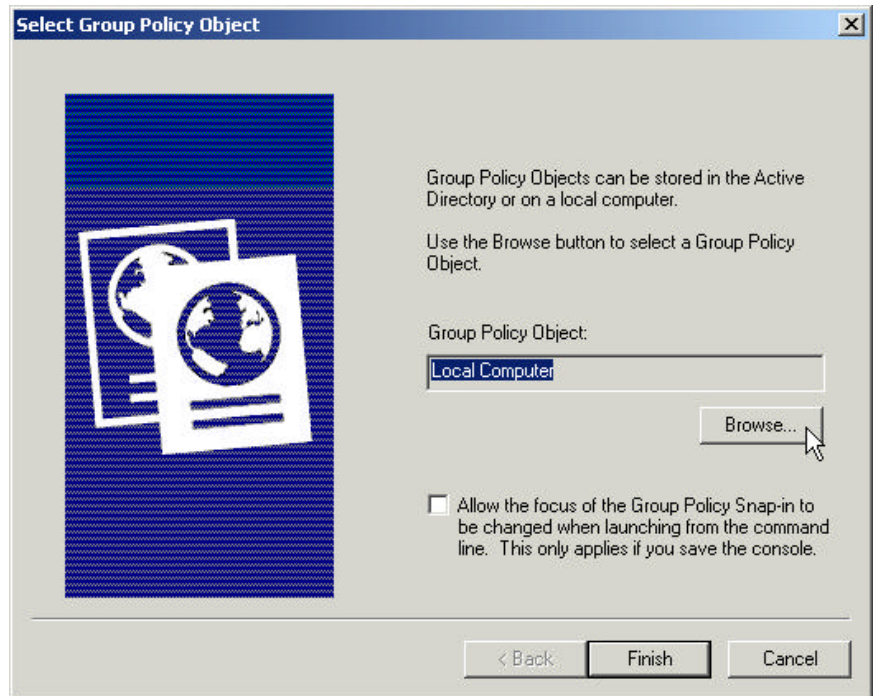 Select Group Policy Object
Group Policy Objects can be stored in the Active
Directory or on a local computer.
Use the Browse button to select a Group Policy
Object.
Group Policy Object:
Local Computer
Browse...
Allow the focus of the Group Policy Snap-in to
be changed when launching from the command
line.  This only applies if you save the console.
< Back
Finish
Cancel